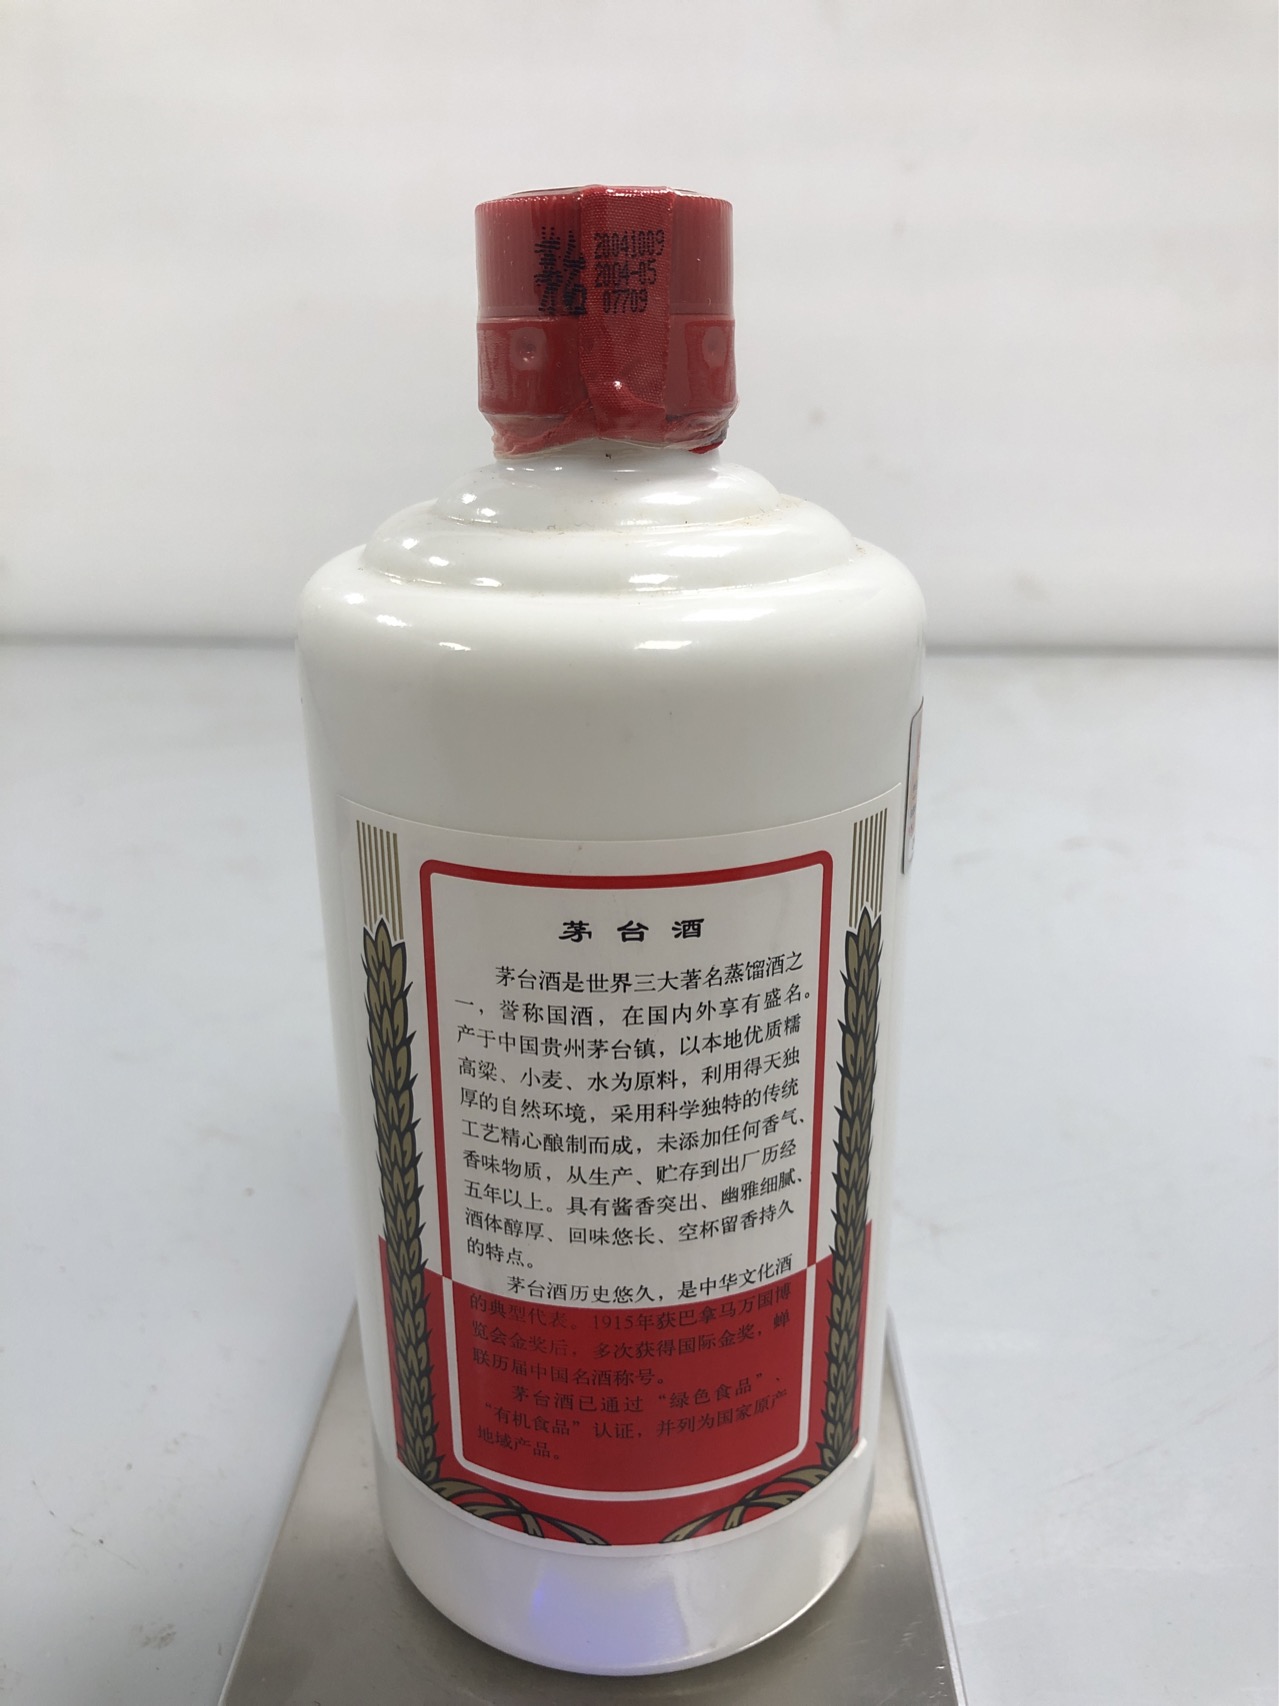 茅台
20041009
2004-05
07709
茅台酒
茅台酒是世界三大著名蒸馏酒之
一，誉称国酒，在国内外享有盛名。
产于中国贵州茅台镇，以本地优质糯
高粱、小麦、水为原料，利用得天独
厚的自然环境，采用科学独特的传统
工艺精心酿制而成，未添加任何香气、
香味物质，从生产、贮存到出厂历经
五年以上。具有酱香突出、幽雅细腻、
酒体醇厚、回味悠长、空杯留香持久
的特点。
茅台酒历史悠久，是中华文化酒
的典型代表。1915年获巴拿马万国博
览会金奖后，多次获得国际金奖，蝉
联历届中国名酒称号。
茅台酒已通过“绿色食品”、
“有机食品”认证，并列为国家原产
地域产品。